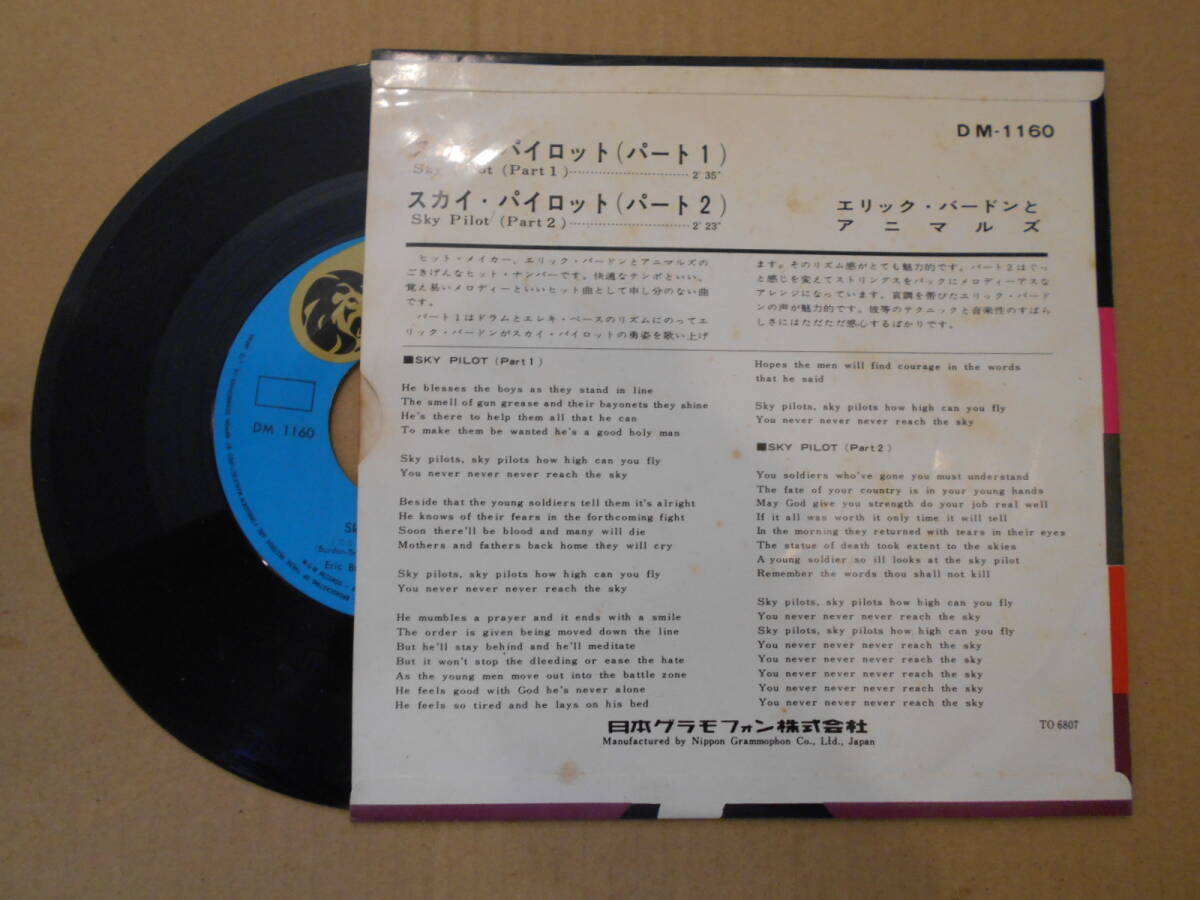 DM-1160
パイロット(パート1)
(Part 1) 2'35"
スカイ・パイロット(パート2)
Sky Pilot (Part 2) 2'23"
エリック・バードンと
アニマルズ
ヒット・メイカー、エリック・バードンとアニマルズの
ごきげんなヒット・ナンバーです。快適なテンポといい、
覚え易いメロディーといいヒット曲として申し分のない曲
です。
パート1はドラムとエレキ・ベースのリズムにのってエ
リック・バードンがスカイ・パイロットの勇姿を歌い上げ
ます。そのリズム感がとても魅力的です。パート2はぐっ
と感じを変えてストリングスをバックにメロディーアスな
アレンジになっています。哀調を帯びたエリック・バード
ンの声が魅力的です。彼等のテクニックと音楽性のすばら
しさにはただただ感心するばかりです。
■SKY PILOT (Part 1)
He blesses the boys as they stand in line
The smell of gun grease and their bayonets they shine
He's there to help them all that he can
To make them be wanted he's a good holy man
Sky pilots, sky pilots how high can you fly
You never never never reach the sky
Beside that the young soldiers tell them it's alright
He knows of their fears in the forthcoming fight
Soon there'll be blood and many will die
Mothers and fathers back home they will cry
Sky pilots, sky pilots how high can you fly
You never never never reach the sky
He mumbles a prayer and it ends with a smile
The order is given being moved down the line
But he'll stay behind and he'll meditate
But it won't stop the dleeding or ease the hate
As the young men move out into the battle zone
He feels good with God he's never alone
He feels so tired and he lays on his bed
Hopes the men will find courage in the words
that he said
Sky pilots, sky pilots how high can you fly
You never never never reach the sky
■SKY PILOT (Part 2)
You soldiers who've gone you must understand
The fate of your country is in your young hands
May God give you strength do your job real well
If it all was worth it only time it will tell
In the morning they returned with tears in their eyes
The statue of death took extent to the skies
A young soldier so ill looks at the sky pilot
Remember the words thou shall not kill
Sky pilots, sky pilots how high can you fly
You never never never reach the sky
Sky pilots, sky pilots how high can you fly
You never never never reach the sky
You never never never reach the sky
You never never never reach the sky
You never never never reach the sky
You never never never reach the sky
日本グラモフォン株式会社
Manufactured by Nippon Grammophon Co., Ltd., Japan
TO 6807
DM 1160
Sk
(Burdon-
Eric B